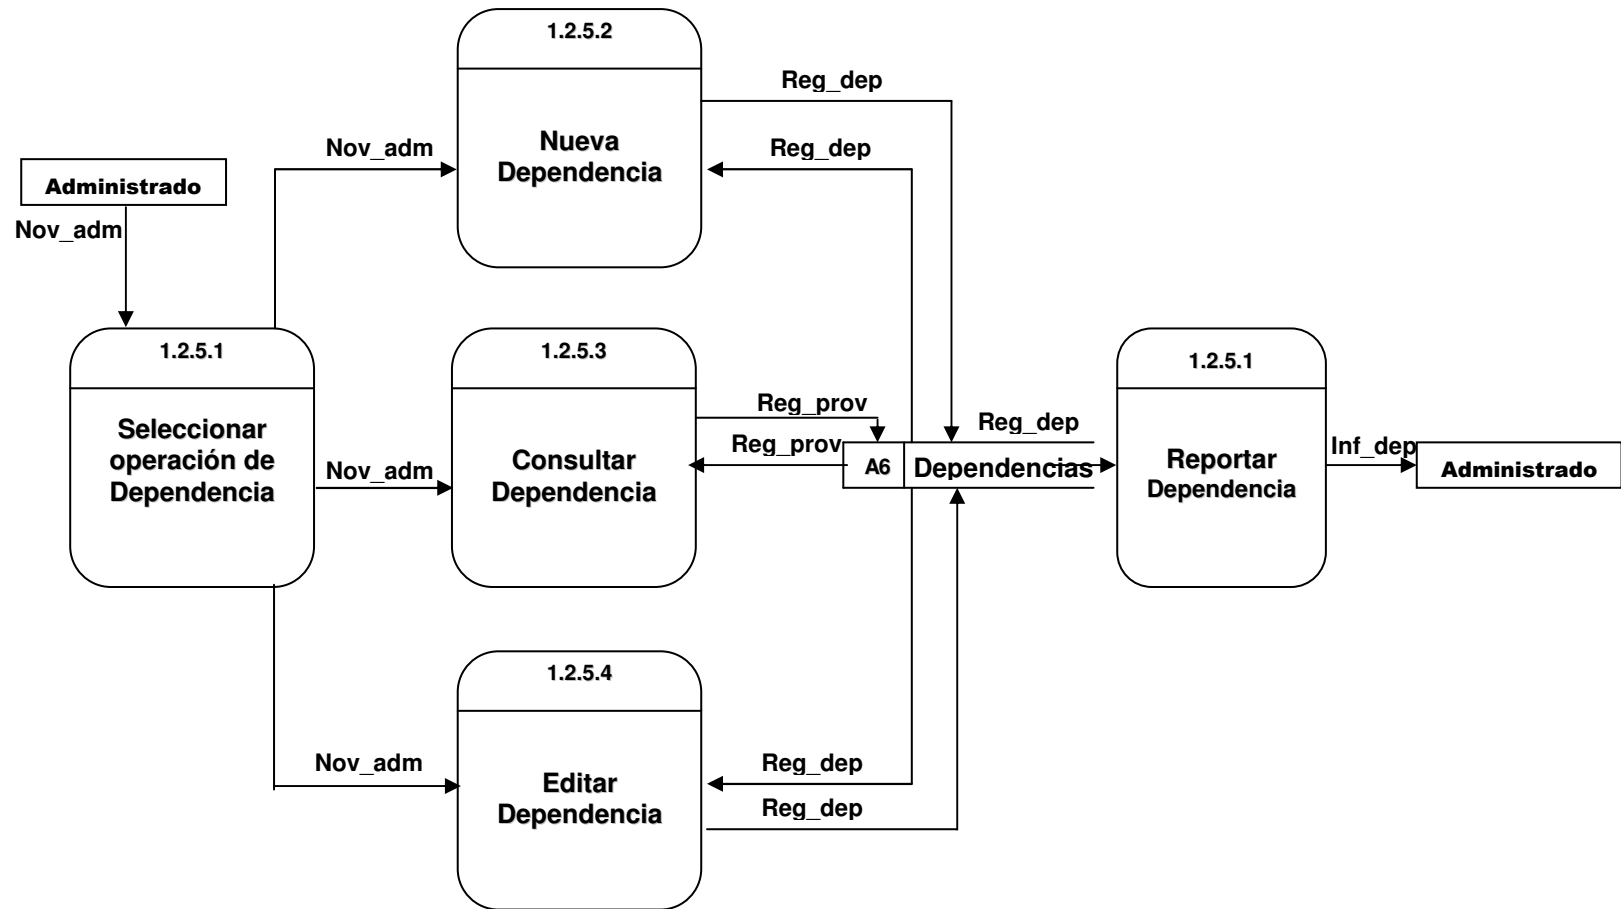 1.2.5.2
Reg_dep
Nueva
Dependencia
Nov_adm
Reg_dep
Administrado
Nov_adm
1.2.5.1
Seleccionar
operación de
Dependencia
1.2.5.3
Consultar
Dependencia
Nov_adm
Reg_prov
Reg_prov
A6
Dependencias
Reg_dep
1.2.5.1
Reportar
Dependencia
Inf_dep
Administrado
1.2.5.4
Editar
Dependencia
Nov_adm
Reg_dep
Reg_dep